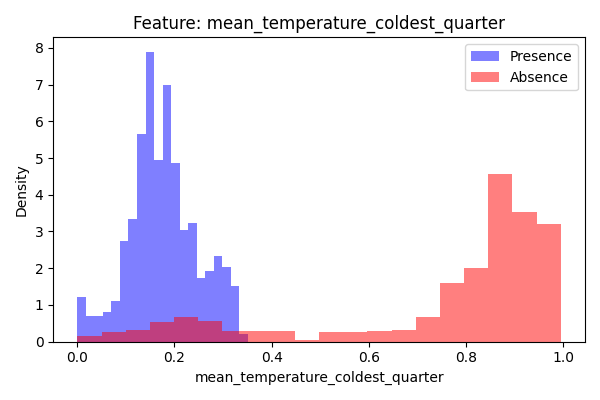 Feature: mean_temperature_coldest_quarter
Presence
Absence
Density
8
7
6
5
4
3
2
1
0
0.0 0.2 0.4 0.6 0.8 1.0
mean_temperature_coldest_quarter